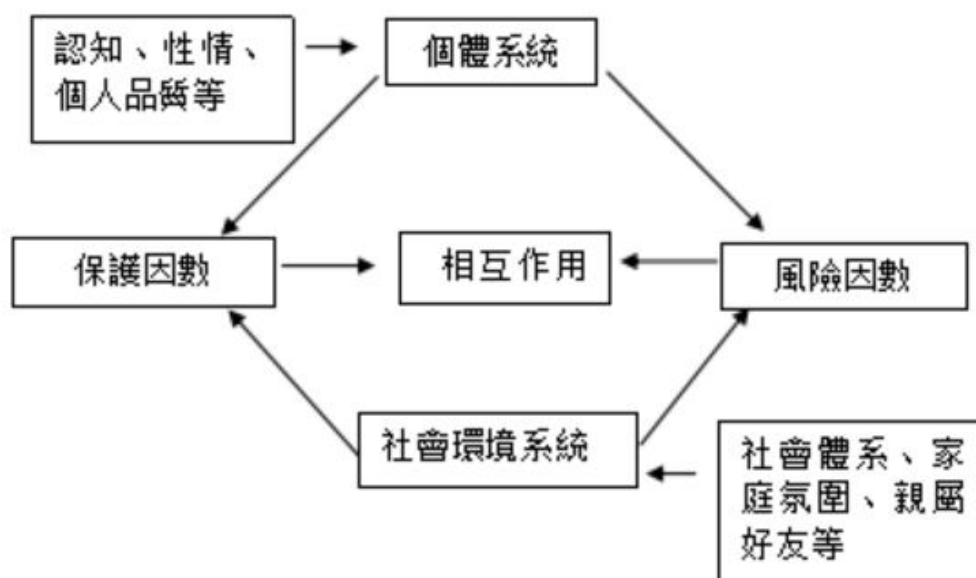 認知、性情、
個人品質等
個體系統
保護因數
相互作用
風險因數
社會環境系統
社會體系、家
庭氛圍、親屬
好友等